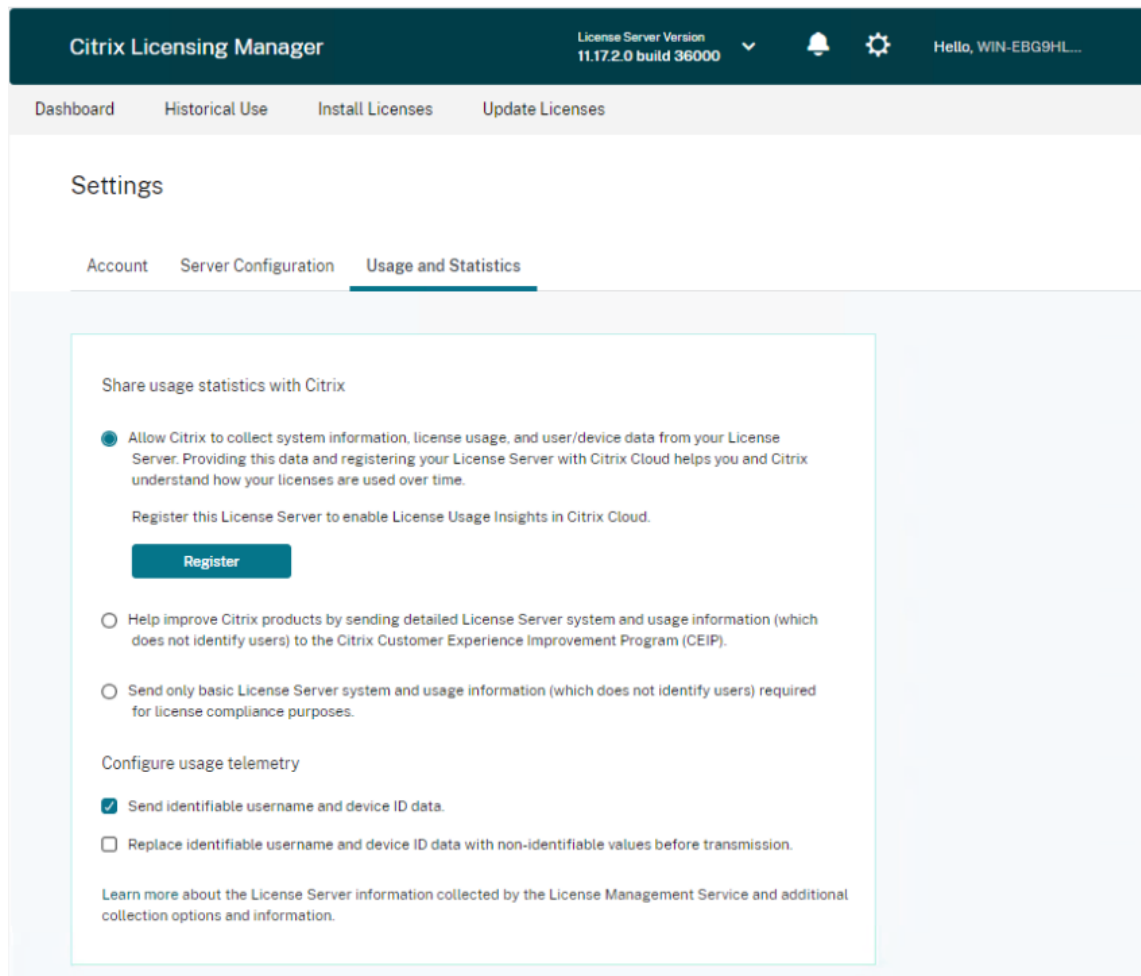 Citrix Licensing Manager
License Server Version
11.17.2.0 build 36000
Hello, WIN-EBG9HL...
Dashboard Historical Use Install Licenses Update Licenses
Settings
Account Server Configuration Usage and Statistics
Share usage statistics with Citrix
Allow Citrix to collect system information, license usage, and user/device data from your License
Server. Providing this data and registering your License Server with Citrix Cloud helps you and Citrix
understand how your licenses are used over time.
Register this License Server to enable License Usage Insights in Citrix Cloud.
Register
Help improve Citrix products by sending detailed License Server system and usage information (which
does not identify users) to the Citrix Customer Experience Improvement Program (CEIP).
Send only basic License Server system and usage information (which does not identify users) required
for license compliance purposes.
Configure usage telemetry
Send identifiable username and device ID data.
Replace identifiable username and device ID data with non-identifiable values before transmission.
Learn more about the License Server information collected by the License Management Service and additional
collection options and information.